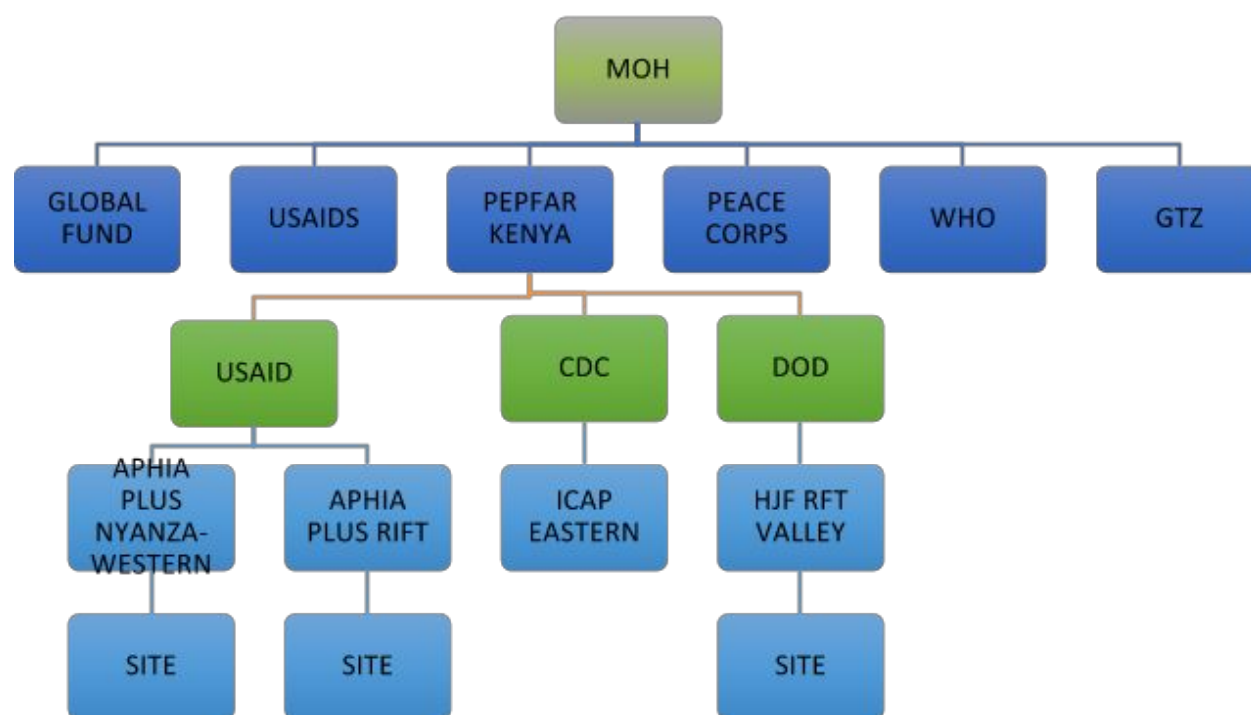 MOH
GLOBAL
FUND
USAIDS
PEPFAR
KENYA
PEACE
CORPS
WHO
GTZ
USAID
CDC
DOD
APHIA
PLUS
NYANZA-
WESTERN
APHIA
PLUS RIFT
ICAP
EASTERN
HJF RFT
VALLEY
SITE
SITE
SITE